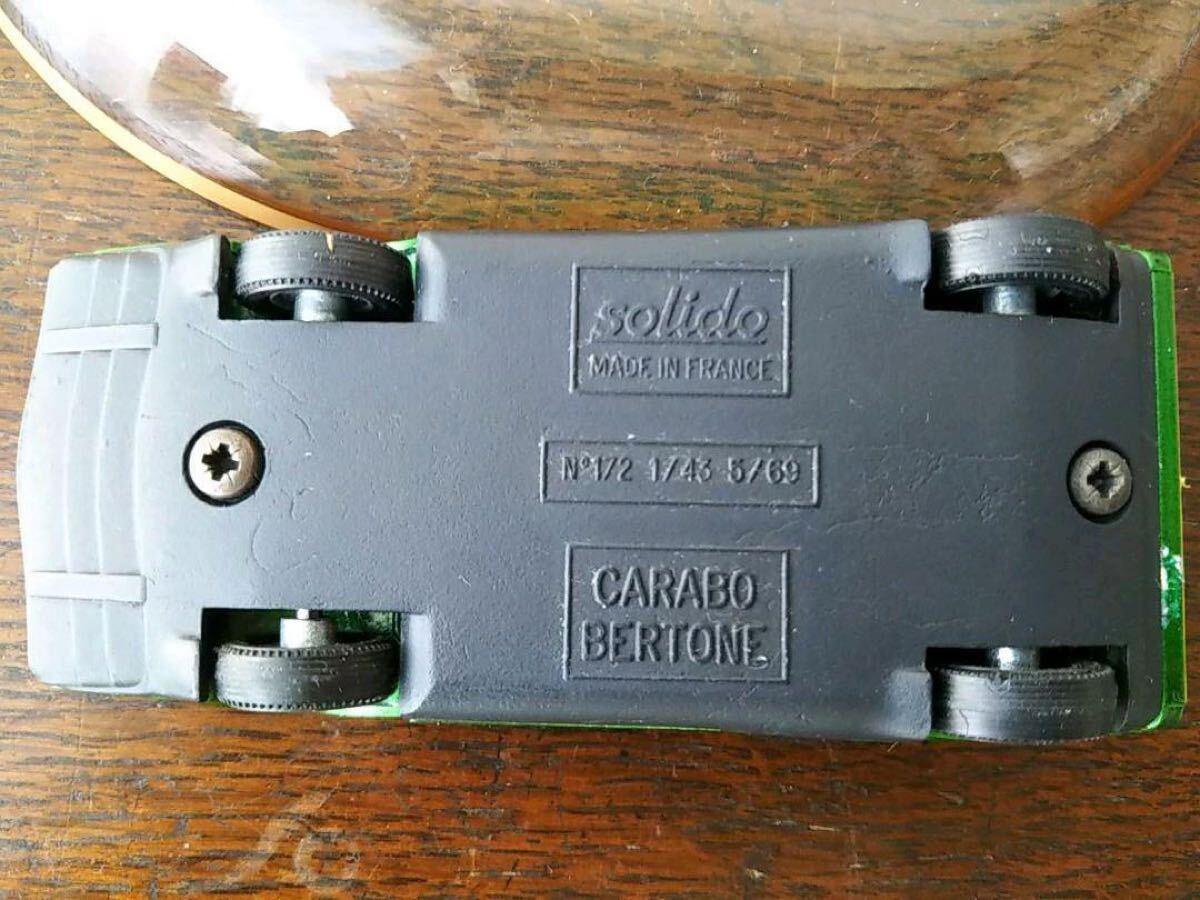 solido
MADE IN FRANCE
N°172 1/43 5/69
CARABO
BERTONE